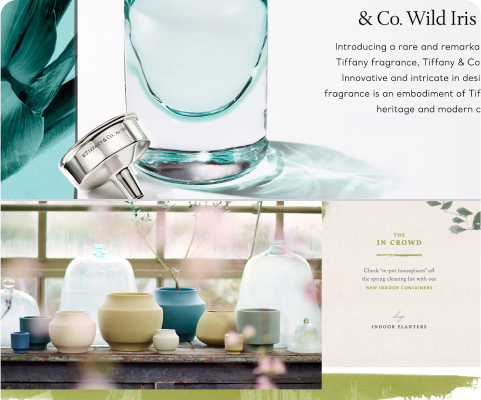 & Co. Wild Iris
Introducing a rare and remarka
Tiffany fragrance, Tiffany & Co
Innovative and intricate in desi
fragrance is an embodiment of Tif
heritage and modern c
TIFFANY & Co.
THE
IN CROWD
Check "re-pot houseplants" off
the spring cleaning list with our
NEW INDOOR CONTAINERS
shop
INDOOR PLANTERS